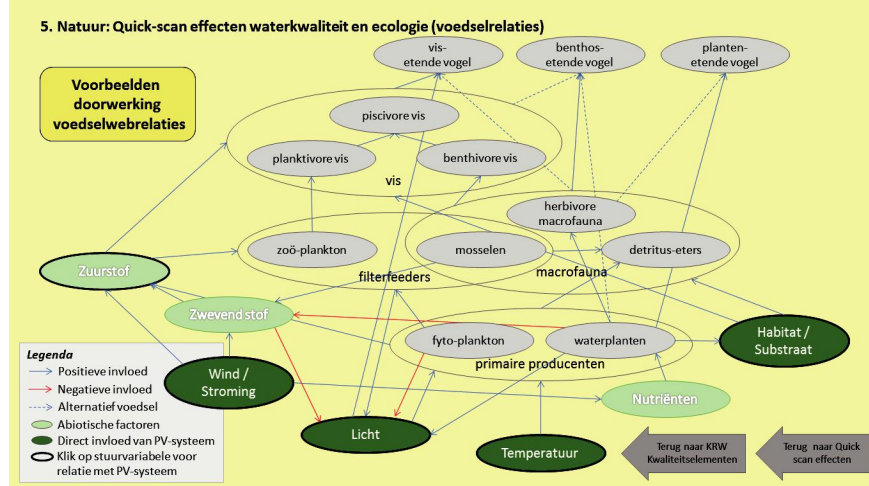 5. Natuur: Quick-scan effecten waterkwaliteit en ecologie (voedselrelaties)
vis-
etende vogel
benthos-
etende vogel
planten-
etende vogel
Voorbeelden
doorwerking
voedselwebrelaties
piscivore vis
planktivore vis
benthivore vis
vis
herbivore
macrofauna
zoö-plankton
mosselen
detritus-eters
filterfeeders
macrofauna
Zuurstof
Zwevend stof
fyto-plankton
waterplanten
primaire producenten
Habitat /
Substraat
Wind /
Stroming
Nutriënten
Licht
Temperatuur
Legenda
Positieve invloed
Negatieve invloed
Alternatief voedsel
Abiotische factoren
Direct invloed van PV-systeem
Klik op stuurvariabele voor
relatie met PV-systeem
Terug naar KRW
Kwaliteitselementen
Terug naar Quick
scan effecten